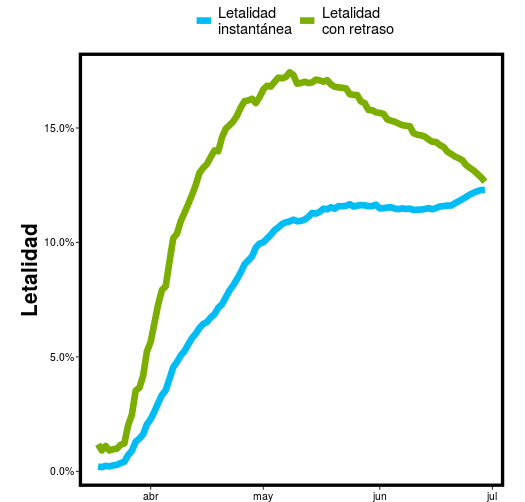 Letalidad
instantánea
Letalidad
con retraso
Letalidad
15.0%
10.0%
5.0%
0.0%
abr
may
jun
jul